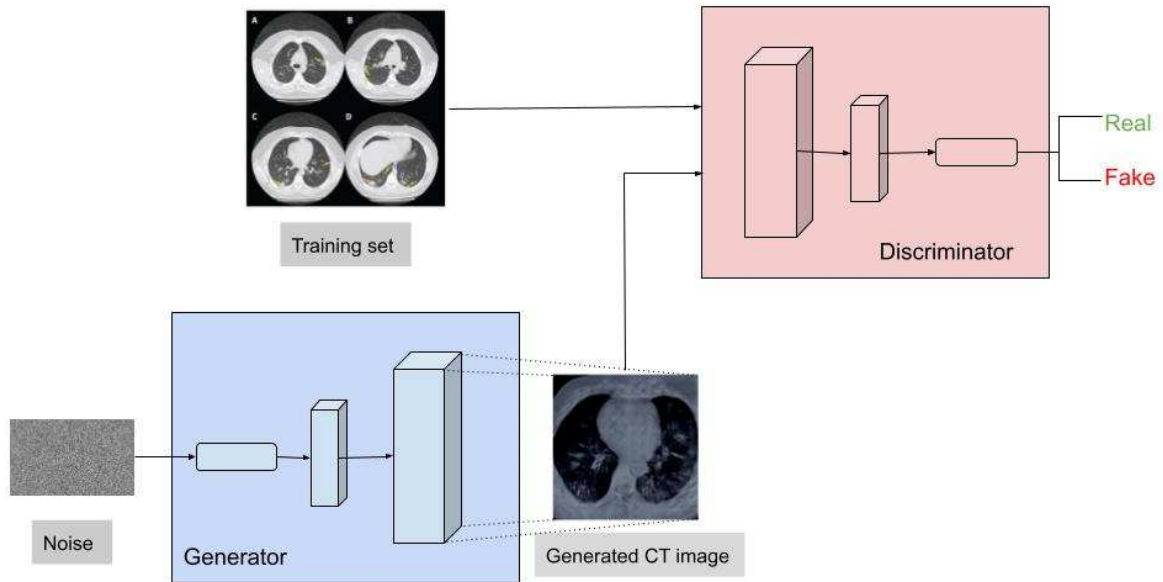 A
B
C
D
Training set
Real
Fake
Discriminator
Noise
Generator
Generated CT image